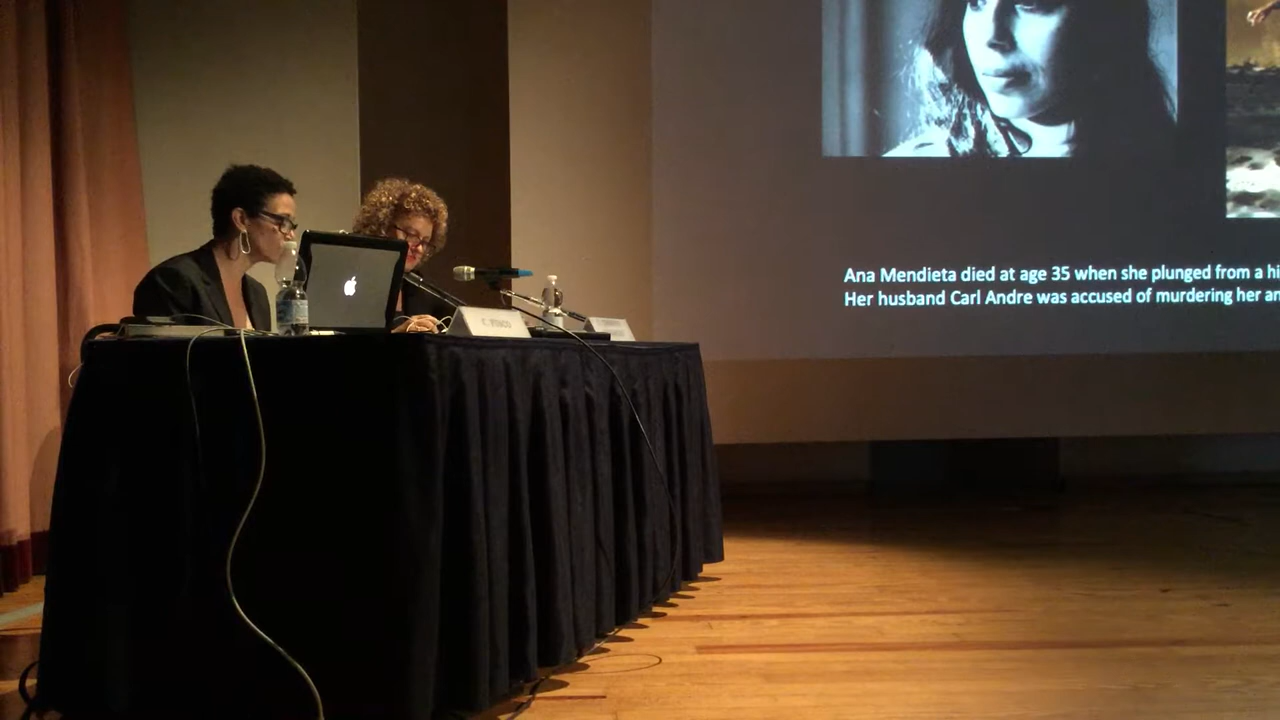 Ana Mendieta died at age 35 when she plunged from a hi
Her husband Carl Andre was accused of murdering her an